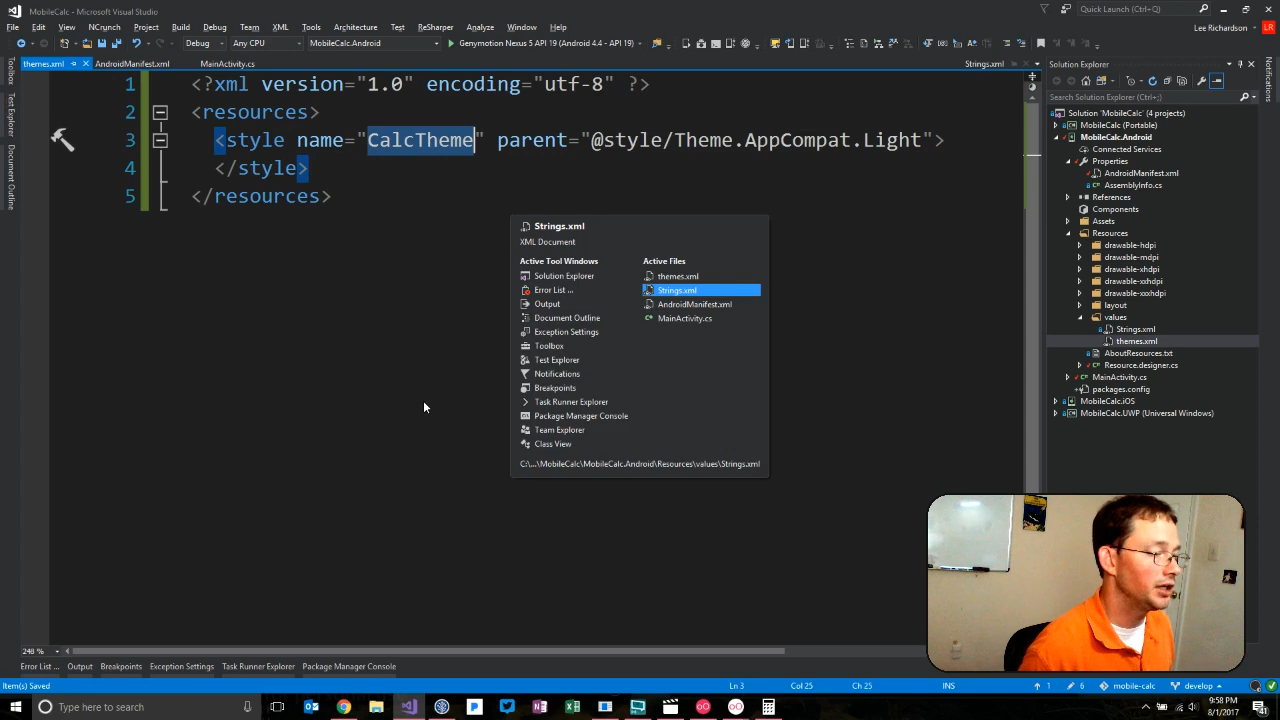 MobileCalc - Microsoft Visual Studio
Quick Launch (Ctrl+Q)
File Edit View NCrunch Project Build Debug Team XML Tools Architecture Test ReSharper Analyze Window Help
Lee Richardson LR
Debug Any CPU MobileCalc.Android Genymotion Nexus 5 API 19 (Android 4.4 - API 19)
themes.xml AndroidManifest.xml MainActivity.cs Strings.xml
Toolbox
Test Explorer
Document Outline
1 <?xml version="1.0" encoding="utf-8" ?>
2 <resources>
3 <style name="CalcTheme" parent="@style/Theme.AppCompat.Light">
4 </style>
5 </resources>
Strings.xml
XML Document
Active Tool Windows
Solution Explorer
Error List ...
Output
Document Outline
Exception Settings
Toolbox
Test Explorer
Notifications
Breakpoints
Task Runner Explorer
Package Manager Console
Team Explorer
Class View
Active Files
themes.xml
Strings.xml
AndroidManifest.xml
MainActivity.cs
C:\...\MobileCalc\MobileCalc.Android\Resources\values\Strings.xml
Solution Explorer
Search Solution Explorer (Ctrl+;)
Solution 'MobileCalc' (4 projects)
MobileCalc (Portable)
MobileCalc.Android
Connected Services
Properties
AndroidManifest.xml
AssemblyInfo.cs
References
Components
Assets
Resources
drawable-hdpi
drawable-mdpi
drawable-xhdpi
drawable-xxhdpi
drawable-xxxhdpi
layout
values
Strings.xml
themes.xml
AboutResources.txt
Resource.designer.cs
MainActivity.cs
packages.config
MobileCalc.iOS
MobileCalc.UWP (Universal Windows)
Notifications
240 %
Error List ... Output Breakpoints Exception Settings Task Runner Explorer Package Manager Console
Item(s) Saved Ln 3 Col 25 Ch 25 INS 1 6 mobile-calc develop
Type here to search
9:58 PM
8/1/2017